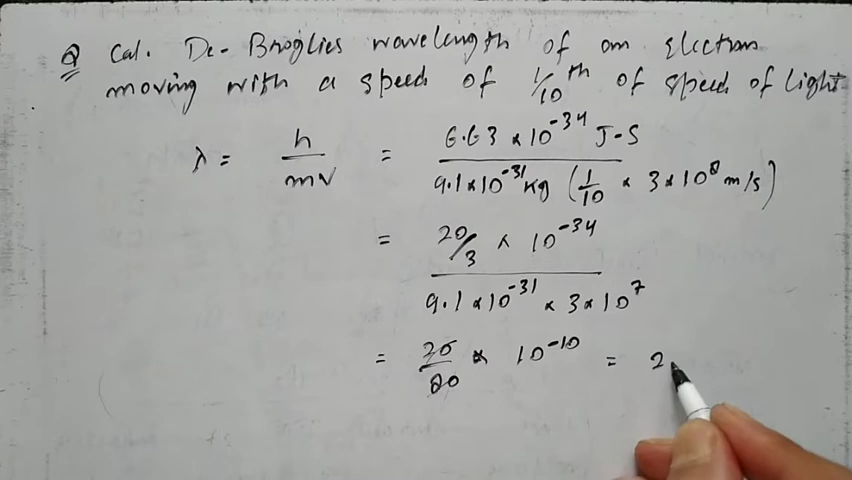 Q Cal. De-Broglies wavelength of an Electron
moving with a speed of 1/10th of speed of light
λ = h/mv = 6.63 × 10^-34 J-S / 9.1×10^-31 kg (1/10 × 3×10^8 m/s)
= 20/3 × 10^-34 / 9.1×10^-31 × 3×10^7
= 20/80 × 10^-10 = 2